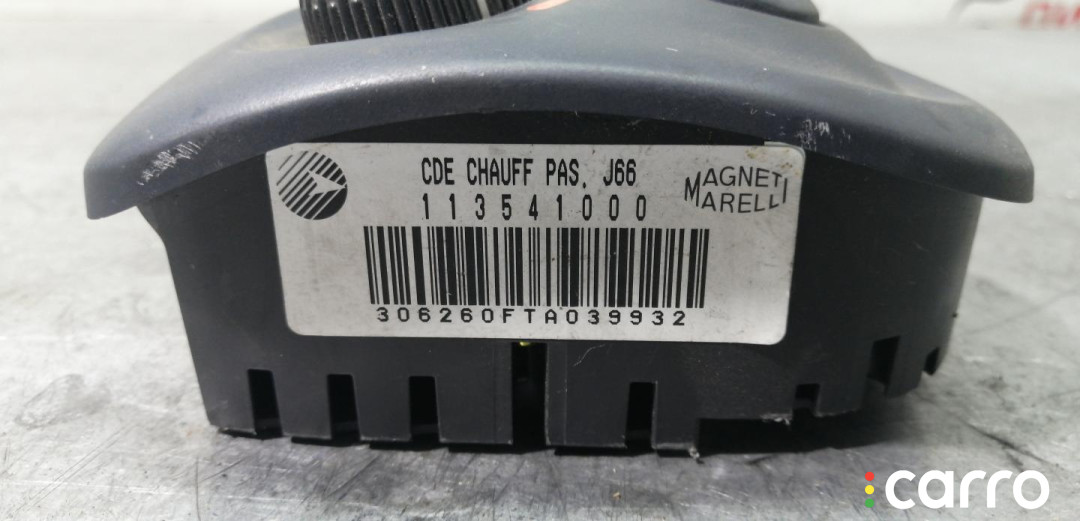 CDE CHAUFF PAS. J66
113541000
MAGNETI
MARELLI
306260FTA039932
carro